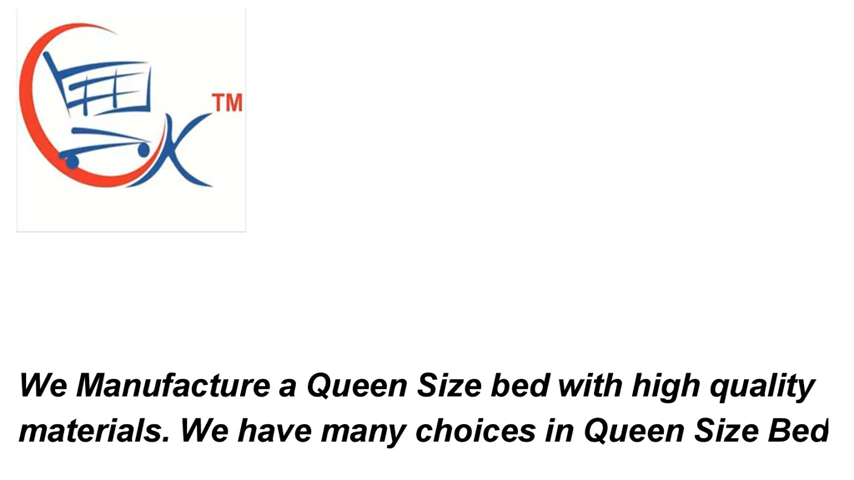 TM
We Manufacture a Queen Size bed with high quality
materials. We have many choices in Queen Size Bed